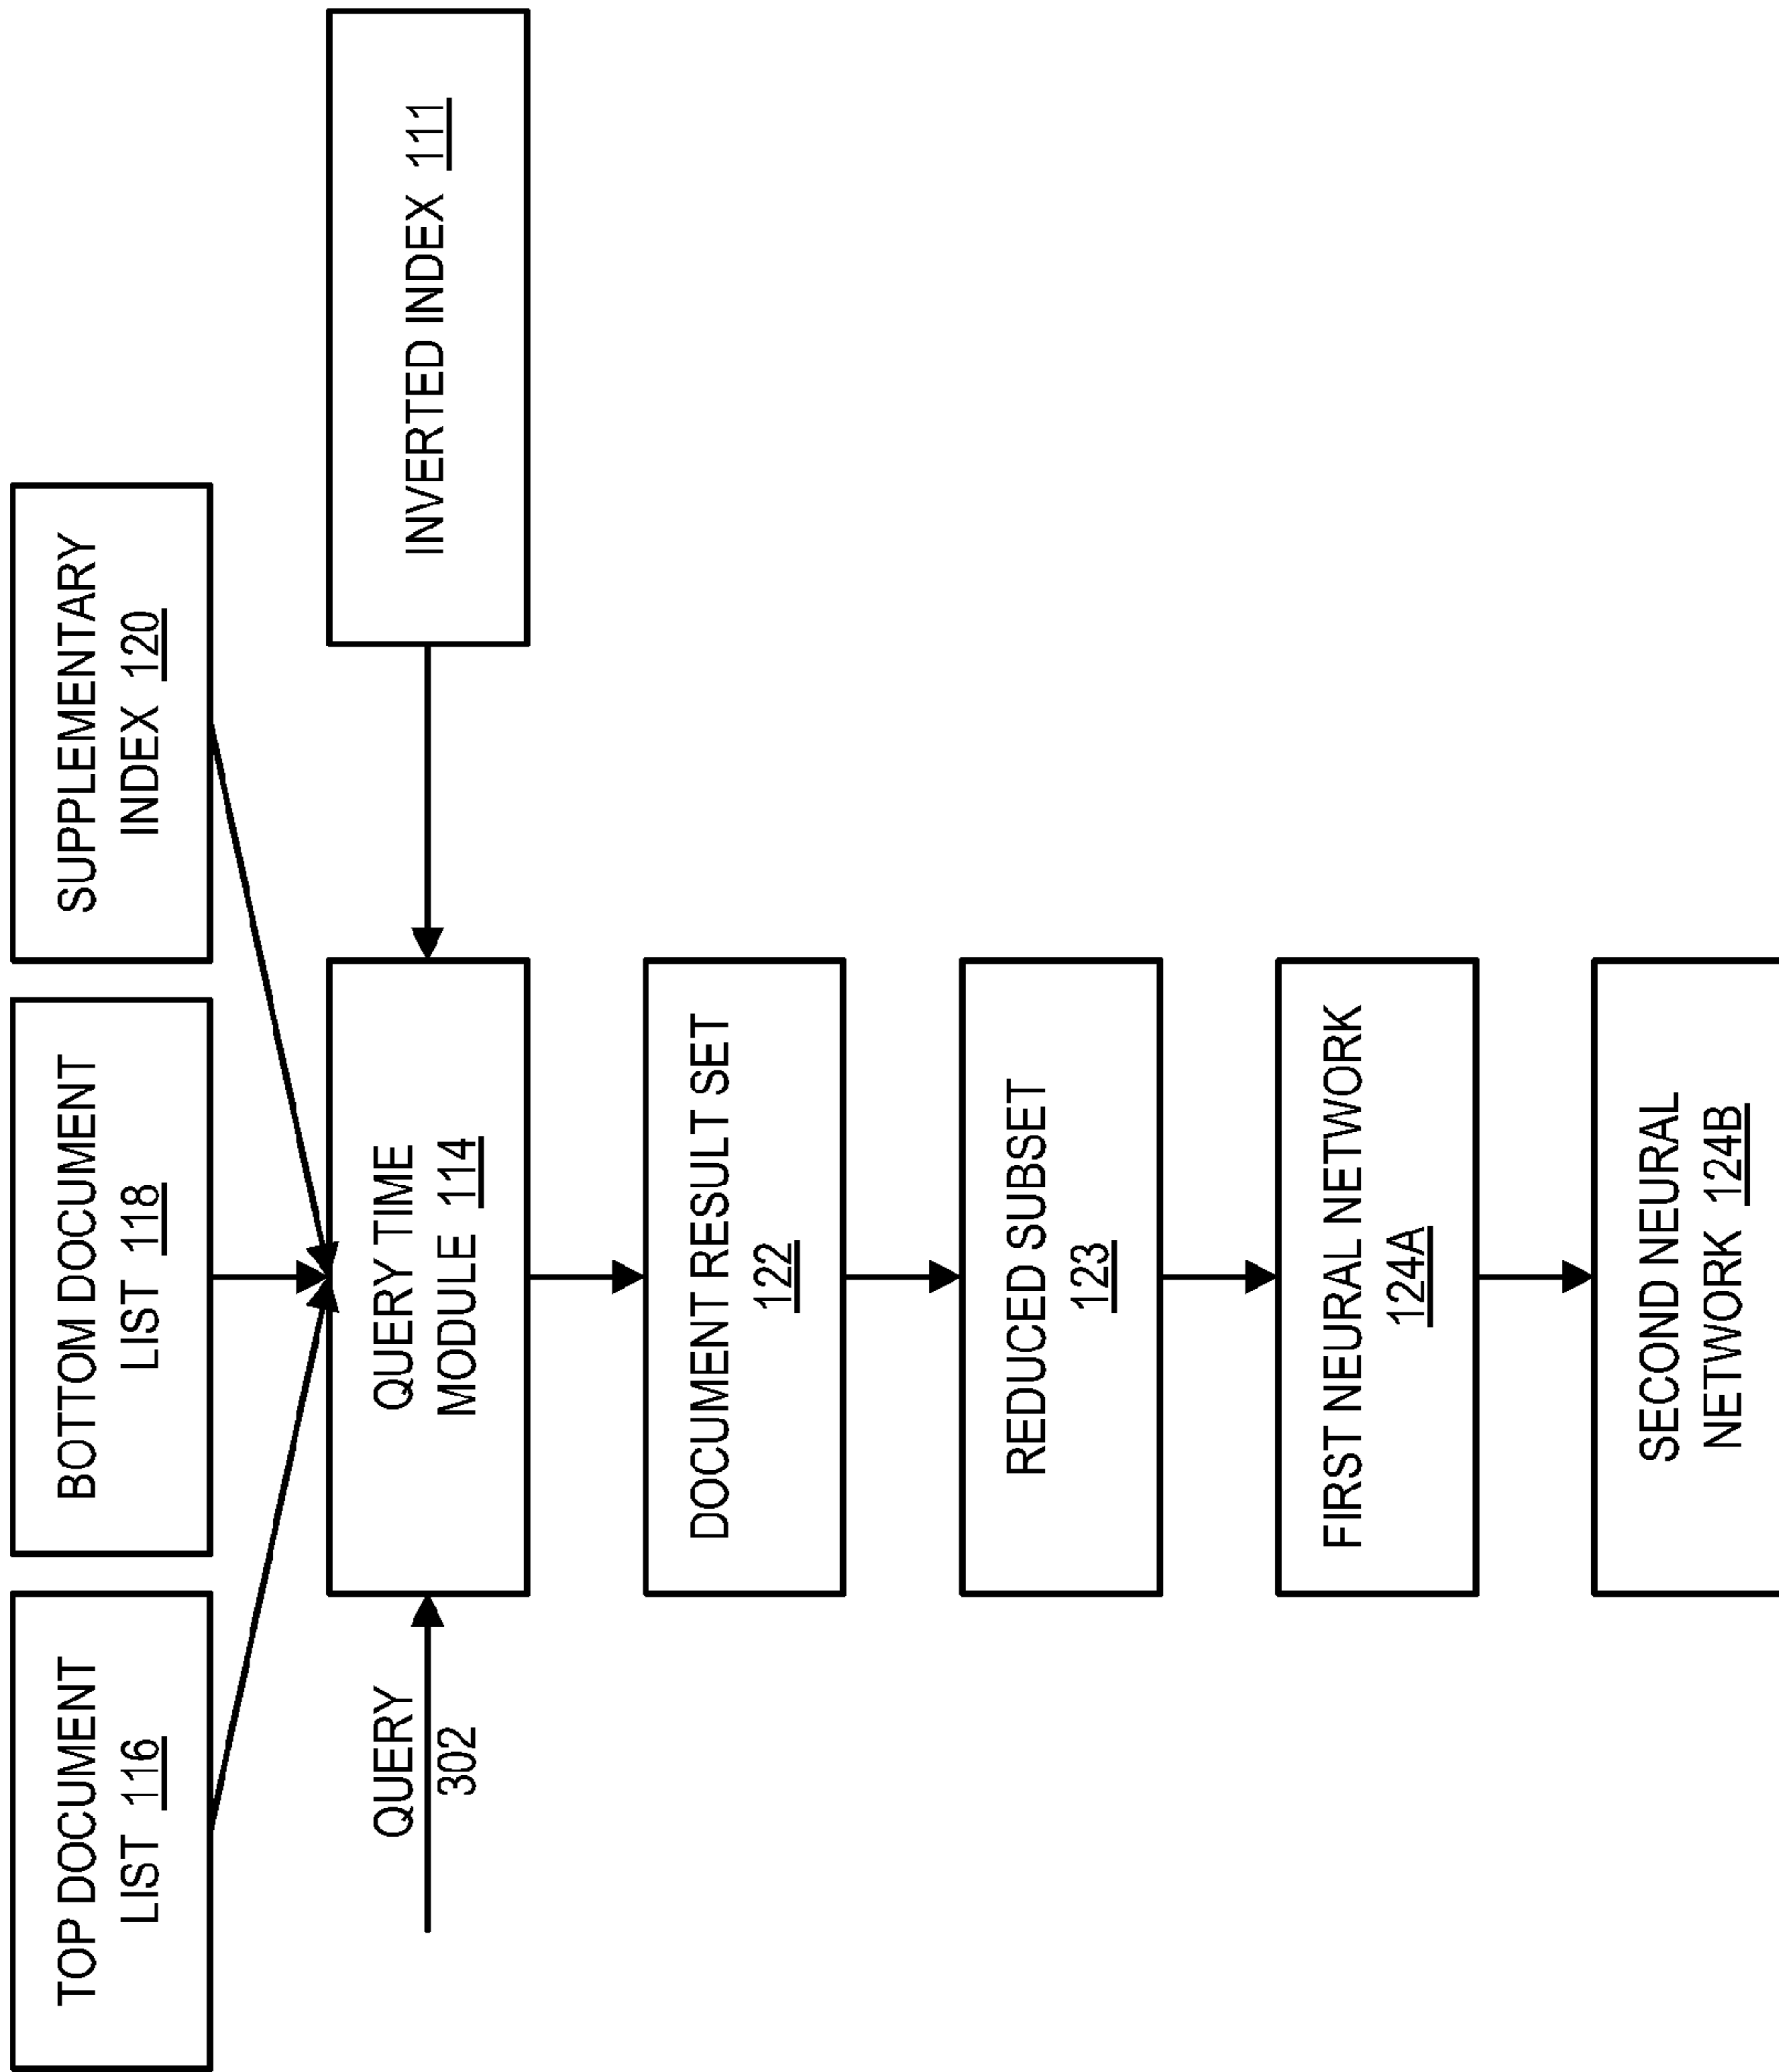 TOP DOCUMENT
LIST 116
BOTTOM DOCUMENT
LIST 118
SUPPLEMENTARY
INDEX 120
QUERY
302
QUERY TIME
MODULE 114
INVERTED INDEX 111
DOCUMENT RESULT SET
122
REDUCED SUBSET
123
FIRST NEURAL NETWORK
124A
SECOND NEURAL
NETWORK 124B